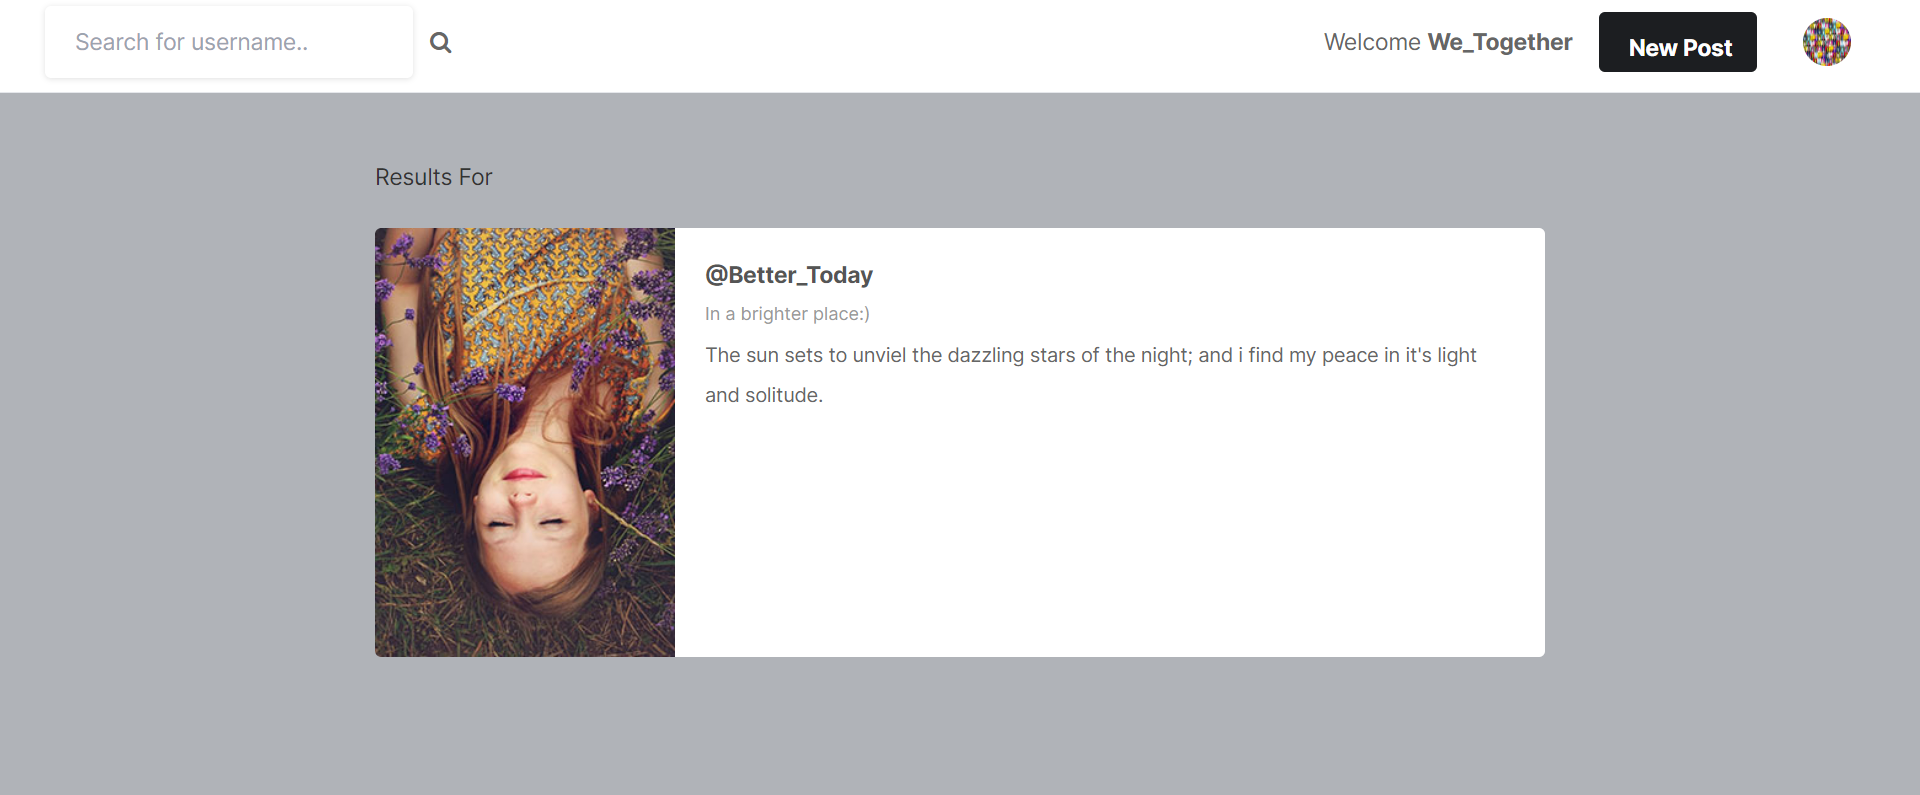 Search for username..
Welcome We_Together
New Post
Results For
@Better_Today
In a brighter place:)
The sun sets to unviel the dazzling stars of the night; and i find my peace in it's light
and solitude.